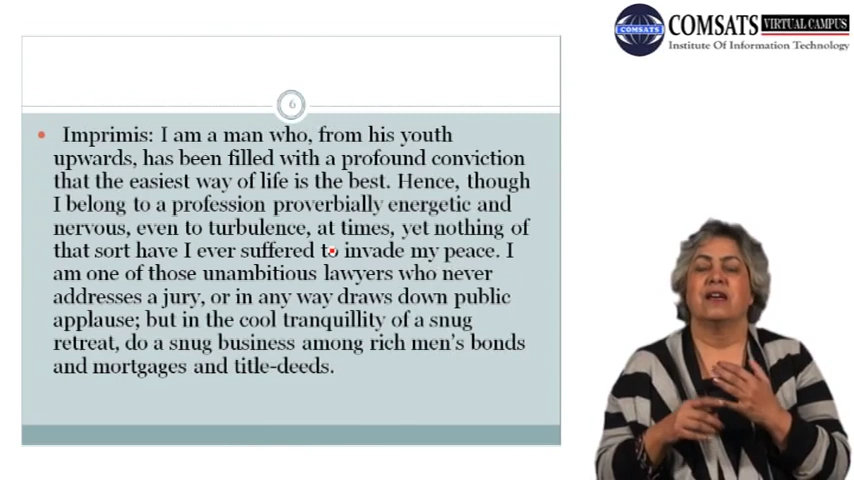 COMSATS
COMSATS VIRTUAL CAMPUS
Institute Of Information Technology
6
Imprimis: I am a man who, from his youth
upwards, has been filled with a profound conviction
that the easiest way of life is the best. Hence, though
I belong to a profession proverbially energetic and
nervous, even to turbulence, at times, yet nothing of
that sort have I ever suffered to invade my peace. I
am one of those unambitious lawyers who never
addresses a jury, or in any way draws down public
applause; but in the cool tranquillity of a snug
retreat, do a snug business among rich men's bonds
and mortgages and title-deeds.